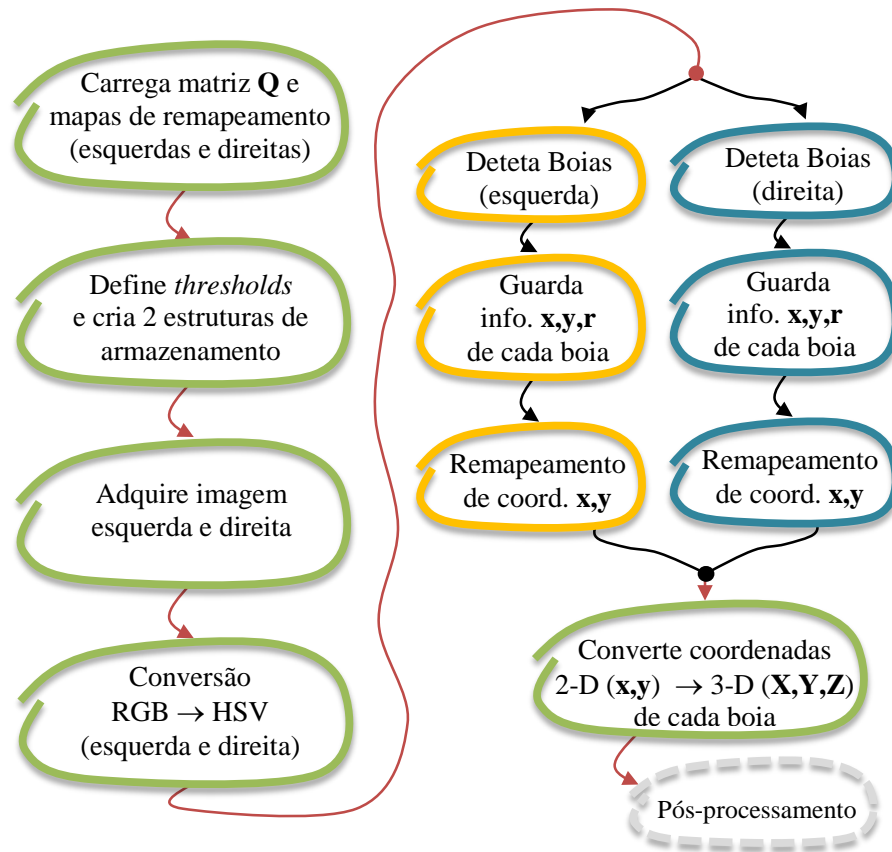 Carrega matriz Q e
mapas de remapeamento
(esquerdas e direitas)
Define thresholds
e cria 2 estruturas de
armazenamento
Adquire imagem
esquerda e direita
Conversão
RGB → HSV
(esquerda e direita)
Deteta Boias
(esquerda)
Guarda
info. x,y,r
de cada boia
Remapeamento
de coord. x,y
Deteta Boias
(direita)
Guarda
info. x,y,r
de cada boia
Remapeamento
de coord. x,y
Converte coordenadas
2-D (x,y) → 3-D (X,Y,Z)
de cada boia
Pós-processamento